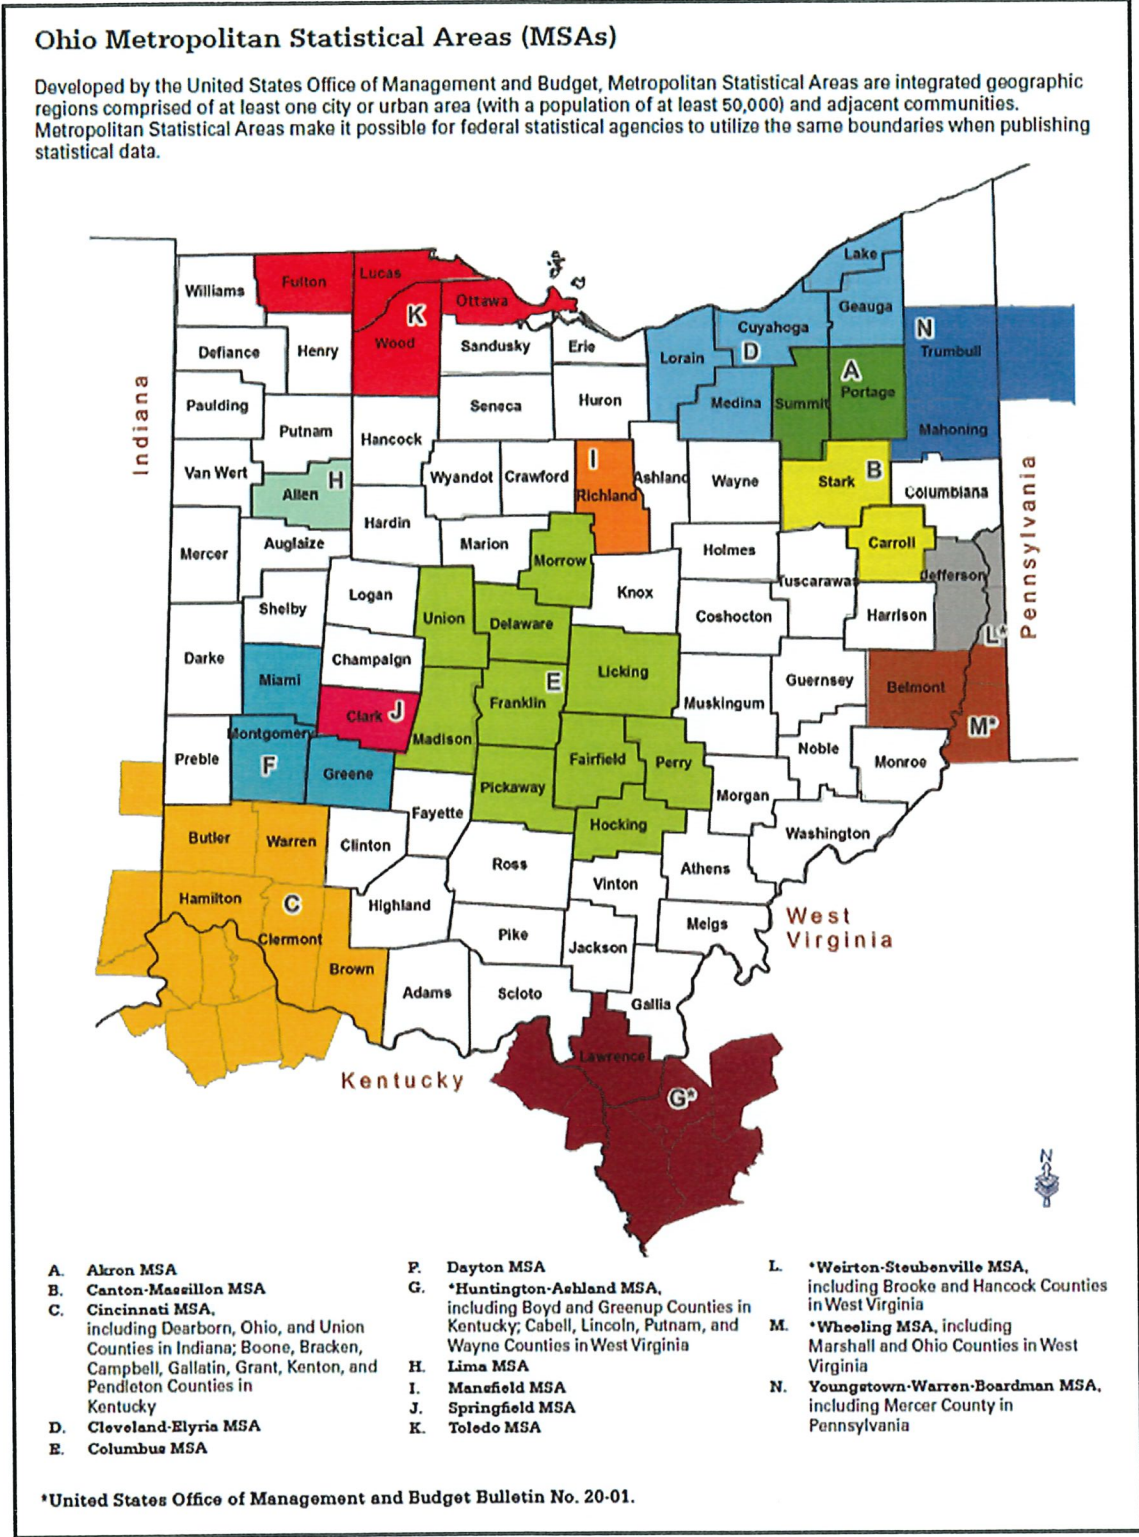 Ohio Metropolitan Statistical Areas (MSAs)
Developed by the United States Office of Management and Budget, Metropolitan Statistical Areas are integrated geographic
regions comprised of at least one city or urban area (with a population of at least 50,000) and adjacent communities.
Metropolitan Statistical Areas make it possible for federal statistical agencies to utilize the same boundaries when publishing
statistical data.
Lake
Williams
Fulton
Lucas
Ottawa
Geauga
K
Cuyahoga
N
Defiance
Henry
Wood
Sandusky
Erie
Lorain
D
Trumbull
Indiana
A
Paulding
Seneca
Huron
Medina
Summit
Portage
Putnam
Hancock
Mahoning
Van Wert
H
Allen
Wyandot
Crawford
I
Richland
Ashland
Wayne
Stark
B
Columbiana
Pennsylvania
Mercer
Auglaize
Hardin
Marion
Morrow
Holmes
Carroll
Jefferson
Shelby
Logan
Union
Delaware
Knox
Coshocton
Tuscarawas
Harrison
L*
Darke
Miami
Champaign
E
Franklin
Licking
Muskingum
Guernsey
Belmont
M*
Clark
J
Madison
Montgomery
F
Preble
Greene
Pickaway
Fairfield
Perry
Noble
Monroe
Morgan
Fayette
Butler
Warren
Clinton
Hocking
Washington
Ross
Athens
Vinton
Hamilton
C
Highland
Clermont
Pike
Jackson
Meigs
West
Virginia
Brown
Adams
Scioto
Gallia
Lawrence
Kentucky
G*
N
A. Akron MSA
B. Canton-Massillon MSA
C. Cincinnati MSA,
including Dearborn, Ohio, and Union
Counties in Indiana; Boone, Bracken,
Campbell, Gallatin, Grant, Kenton, and
Pendleton Counties in
Kentucky
D. Cleveland-Elyria MSA
E. Columbus MSA
F. Dayton MSA
G. *Huntington-Ashland MSA,
including Boyd and Greenup Counties in
Kentucky; Cabell, Lincoln, Putnam, and
Wayne Counties in West Virginia
H. Lima MSA
I. Mansfield MSA
J. Springfield MSA
K. Toledo MSA
L. *Weirton-Steubenville MSA,
including Brooke and Hancock Counties
in West Virginia
M. *Wheeling MSA, including
Marshall and Ohio Counties in West
Virginia
N. Youngstown-Warren-Boardman MSA,
including Mercer County in
Pennsylvania
*United States Office of Management and Budget Bulletin No. 20-01.